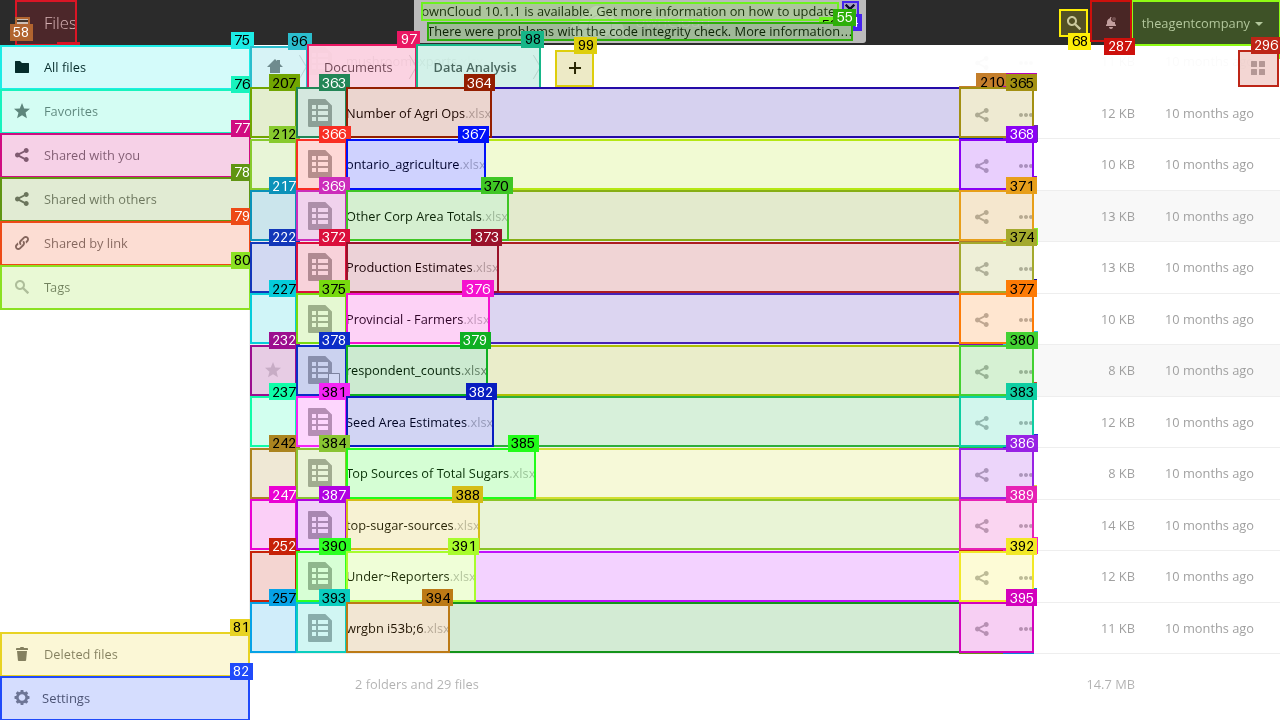 Files
ownCloud 10.1.1 is available. Get more information on how to update
There were problems with the code integrity check. More information...
theagentcompany
58
55
68
287
296
75
96
97
98
99
All files
Documents
Data Analysis
+
76
207
363
364
210
365
Favorites
Number of Agri Ops.xlsx
12 KB
10 months ago
77
212
366
367
368
Shared with you
ontario_agriculture.xlsx
10 KB
10 months ago
78
217
369
370
371
Shared with others
Other Corp Area Totals.xlsx
13 KB
10 months ago
79
222
372
373
374
Shared by link
Production Estimates.xlsx
13 KB
10 months ago
80
227
375
376
377
Tags
Provincial - Farmers.xlsx
10 KB
10 months ago
232
378
379
380
respondent_counts.xlsx
8 KB
10 months ago
237
381
382
383
Seed Area Estimates.xlsx
12 KB
10 months ago
242
384
385
386
Top Sources of Total Sugars.xlsx
8 KB
10 months ago
247
387
388
389
top-sugar-sources.xlsx
14 KB
10 months ago
252
390
391
392
Under~Reporters.xlsx
12 KB
10 months ago
257
393
394
395
wrgbn i53b;6.xlsx
11 KB
10 months ago
81
Deleted files
82
Settings
2 folders and 29 files
14.7 MB